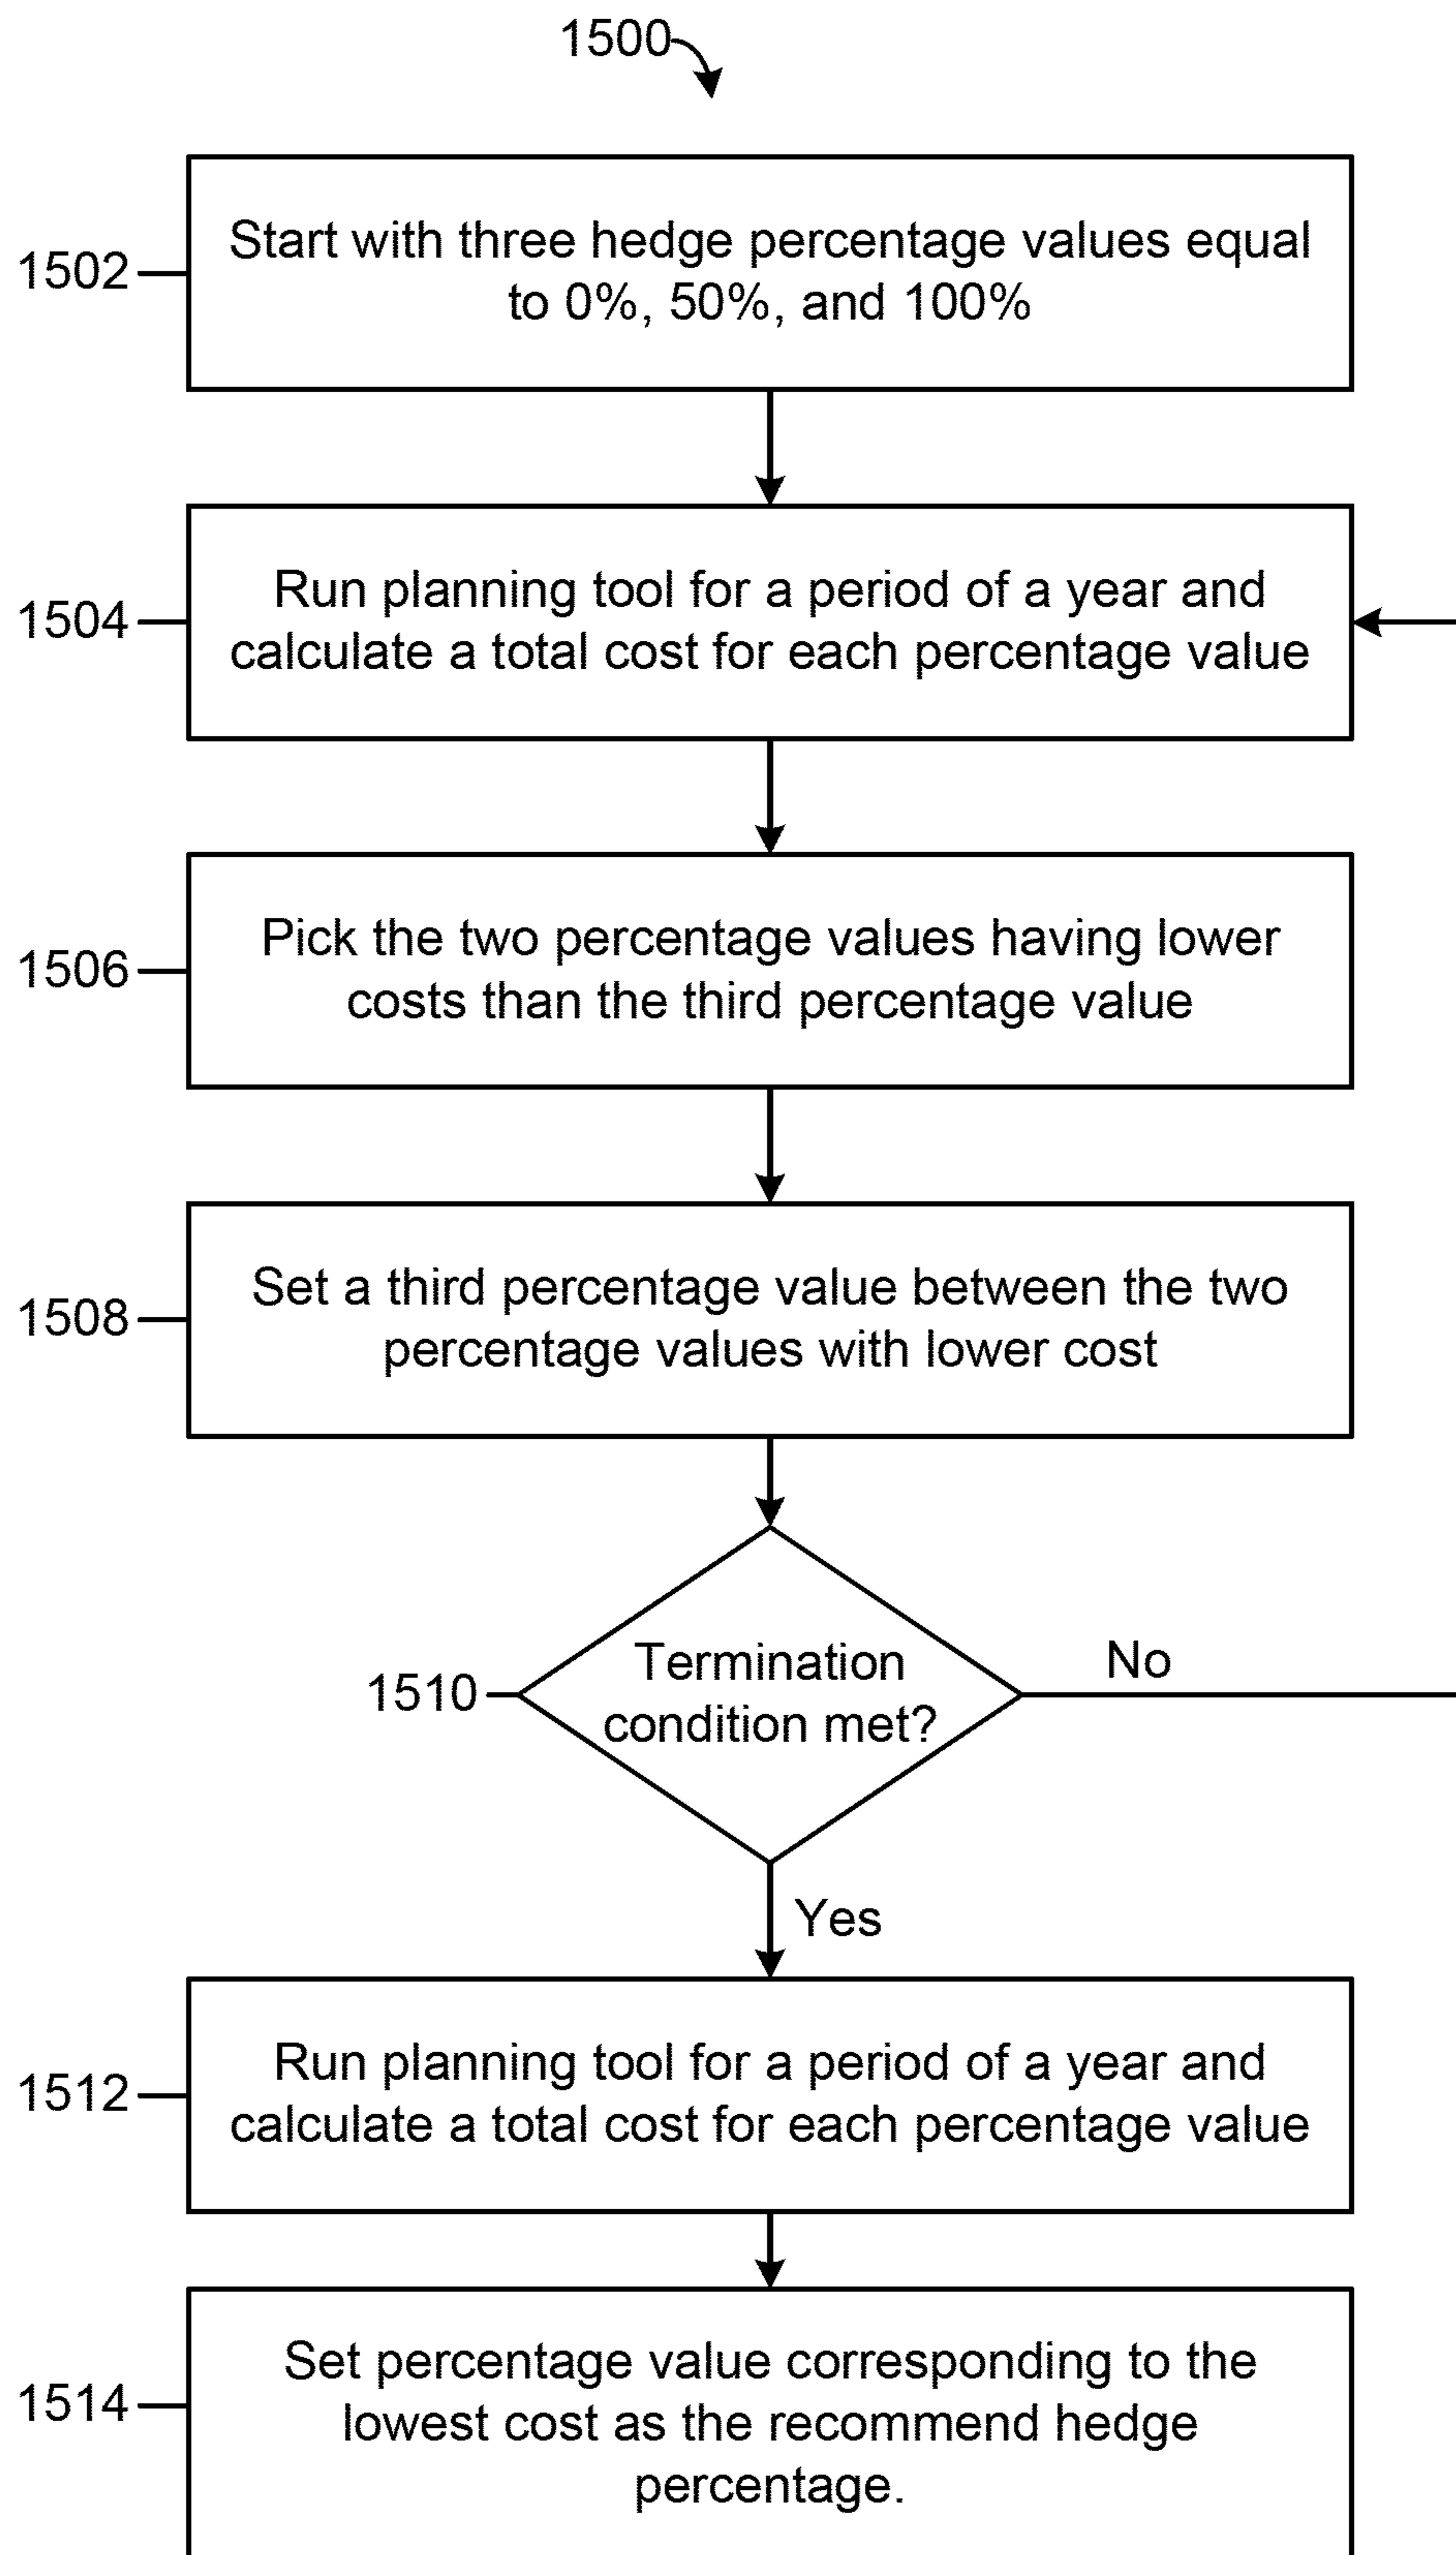 1500
1502
Start with three hedge percentage values equal
to 0%, 50%, and 100%
1504
Run planning tool for a period of a year and
calculate a total cost for each percentage value
1506
Pick the two percentage values having lower
costs than the third percentage value
1508
Set a third percentage value between the two
percentage values with lower cost
1510
Termination
condition met?
No
Yes
1512
Run planning tool for a period of a year and
calculate a total cost for each percentage value
1514
Set percentage value corresponding to the
lowest cost as the recommend hedge
percentage.